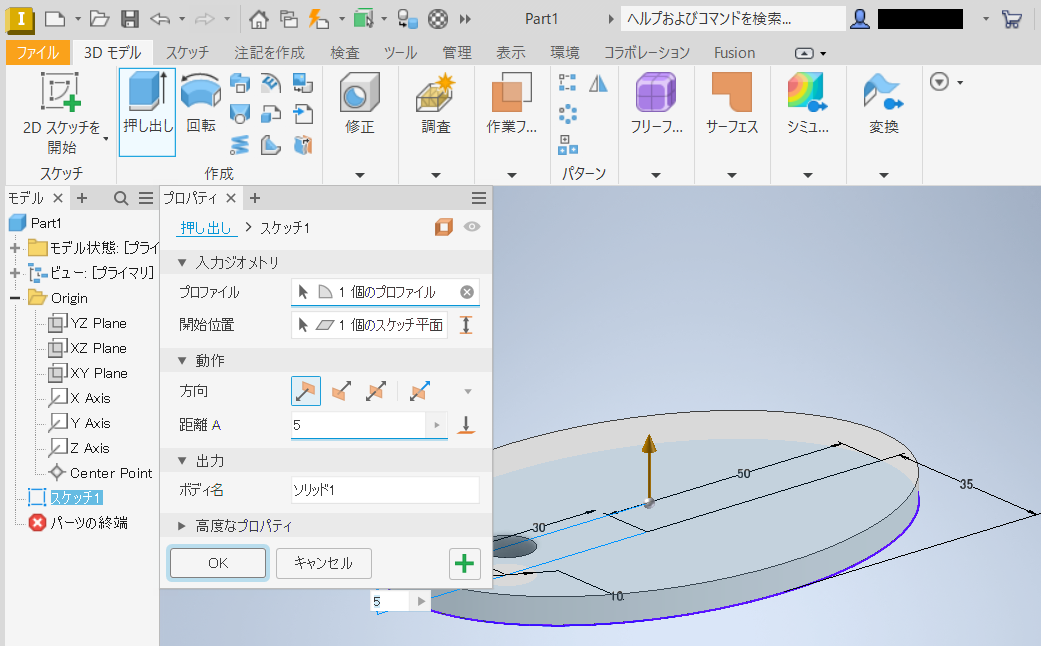 Part1
ヘルプおよびコマンドを検索...
ファイル 3D モデル スケッチ 注記を作成 検査 ツール 管理 表示 環境 コラボレーション Fusion
2D スケッチを
開始
押し出し
回転
修正
調査
作業フ...
フリーフ...
サーフェス
シミュ...
変換
スケッチ
作成
パターン
モデル
Part1
モデル状態: [プライ
ビュー: [プライマリ]
Origin
YZ Plane
XZ Plane
XY Plane
X Axis
Y Axis
Z Axis
Center Point
スケッチ1
パーツの終端
プロパティ
押し出し > スケッチ1
入力ジオメトリ
プロファイル 1 個のプロファイル
開始位置 1 個のスケッチ平面
動作
方向
距離 A 5
出力
ボディ名 ソリッド1
高度なプロパティ
OK キャンセル
5
50
35
30
10